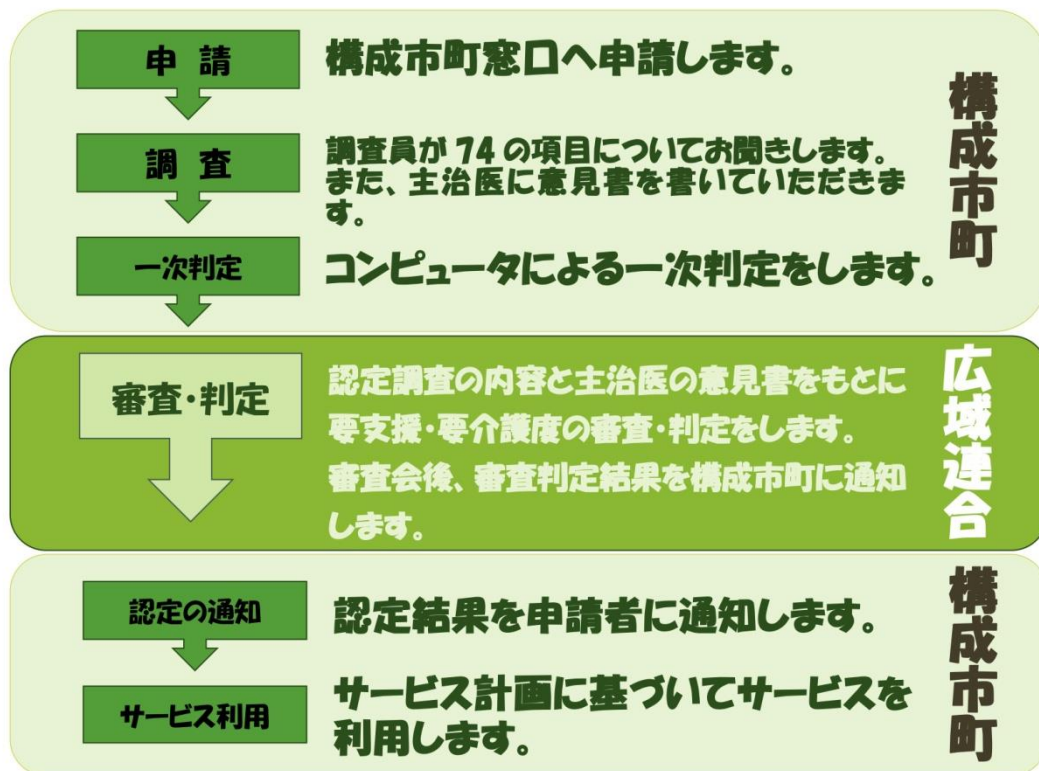 申 請
構成市町窓口へ申請します。
調 査
調査員が 74 の項目についてお聞きします。
また、主治医に意見書を書いていただきま
す。
一次判定
コンピュータによる一次判定をします。
構成市町
審査・判定
認定調査の内容と主治医の意見書をもとに
要支援・要介護度の審査・判定をします。
審査会後、審査判定結果を構成市町に通知
します。
広域連合
認定の通知
認定結果を申請者に通知します。
サービス利用
サービス計画に基づいてサービスを
利用します。
構成市町